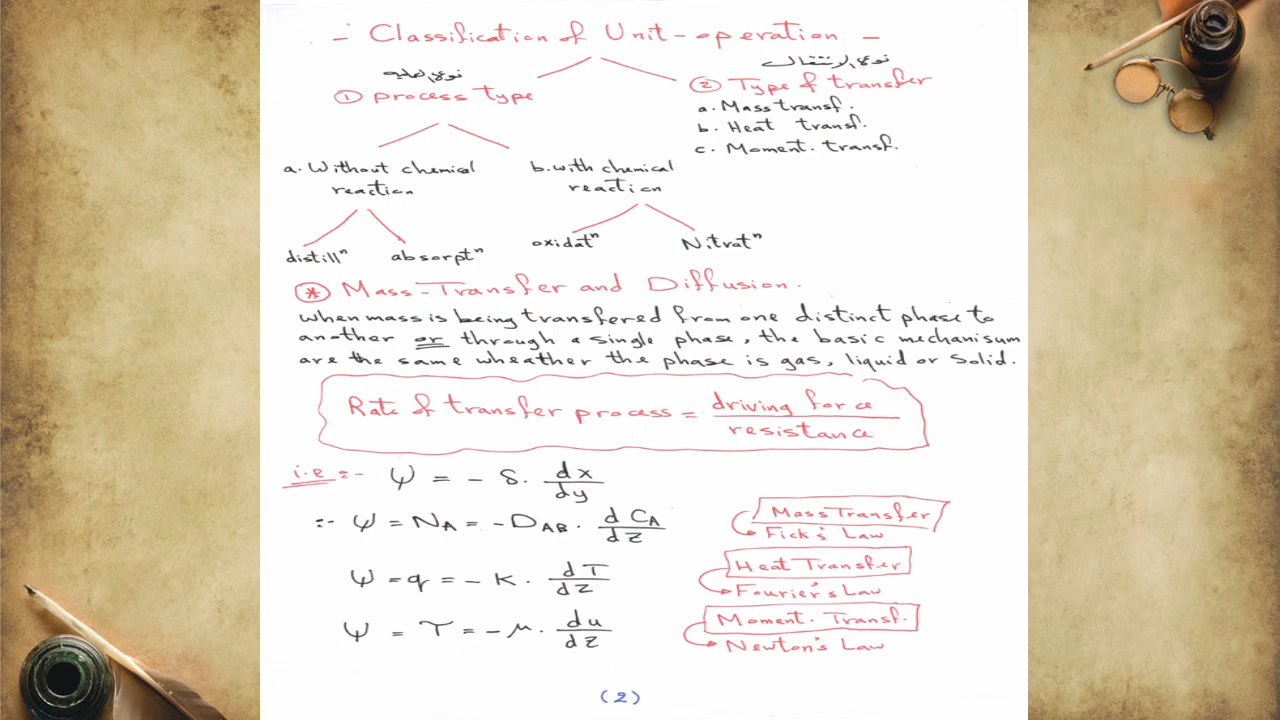 - Classification of Unit-operation -
نوع العملية
نوع الانتقال
① process type
② Type of transfer
a. Mass transf.
b. Heat transf.
c. Moment. transf.
a. Without chemical
reaction
b. with chemical
reaction
distillⁿ
absorptⁿ
oxidatⁿ
Nitratⁿ
(*) Mass-Transfer and Diffusion.
when mass is being transfered from one distinct phase to
another or through a single phase, the basic mechanisum
are the same wheather the phase is gas, liquid or Solid.
Rate of transfer process = driving force / resistance
i.e :- ψ = - δ . dx/dy
:- ψ = N_A = - D_AB . dC_A/dz
Mass Transfer
Fick's Law
ψ = q = - K . dT/dz
Heat Transfer
Fourier's Law
ψ = τ = - μ . du/dz
Moment. Transf.
Newton's Law
(2)